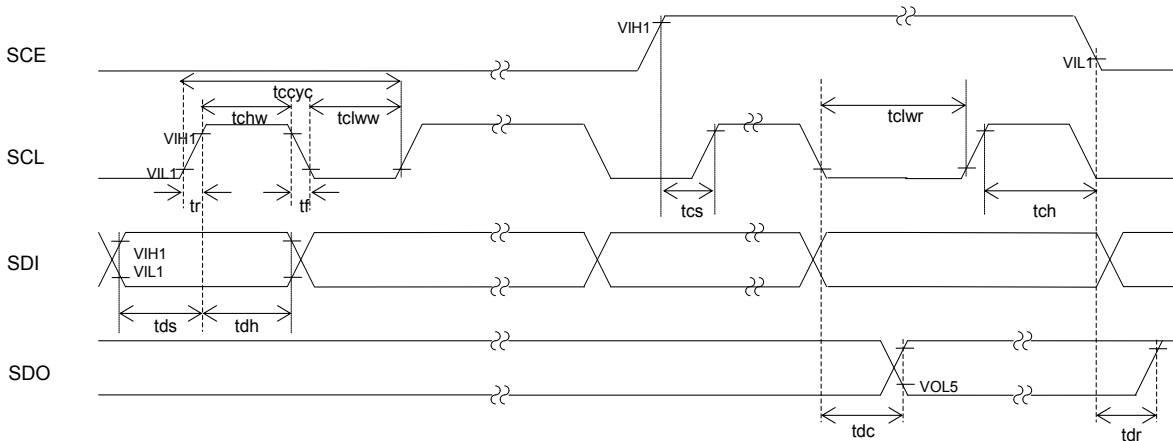 VIH1
SCE
VIL1
tccyc
tchw
tclww
tclwr
VIH1
SCL
VIL1
tr
tf
tcs
tch
VIH1
SDI
VIL1
tds
tdh
SDO
VOL5
tdc
tdr